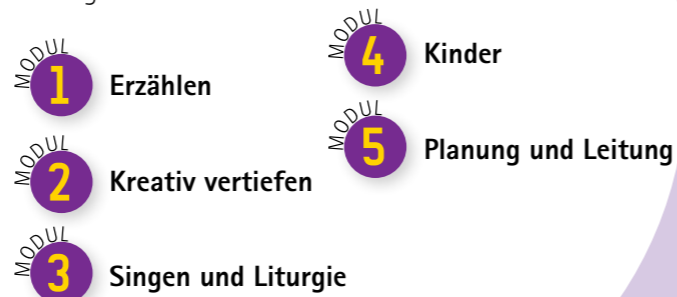 MODUL
1 Erzählen
MODUL
2 Kreativ vertiefen
MODUL
3 Singen und Liturgie
MODUL
4 Kinder
MODUL
5 Planung und Leitung